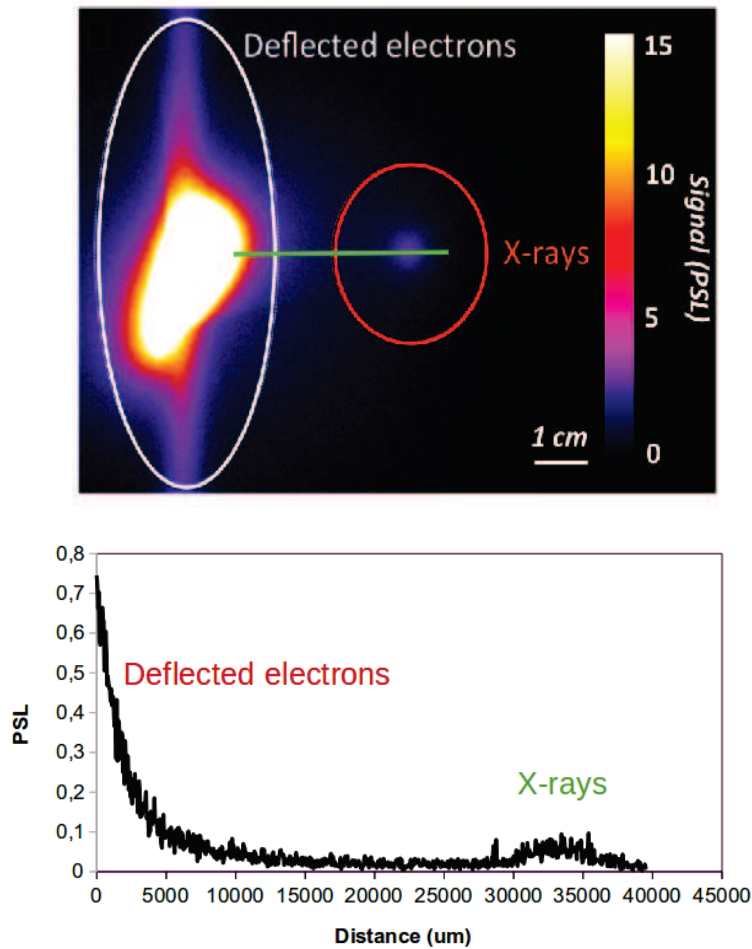 Deflected electrons
15
10
5
0
Signal (PSL)
X-rays
1 cm
0,8
0,7
0,6
0,5
0,4
0,3
0,2
0,1
0
PSL
Deflected electrons
X-rays
0 5000 10000 15000 20000 25000 30000 35000 40000 45000
Distance (um)